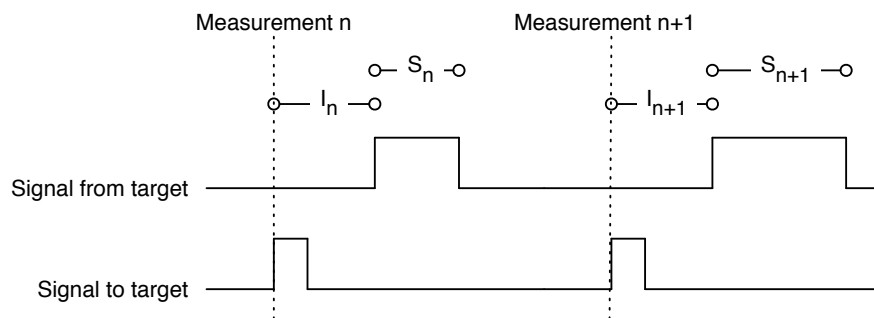 Measurement n
Measurement n+1
Sn
Sn+1
In
In+1
Signal from target
Signal to target